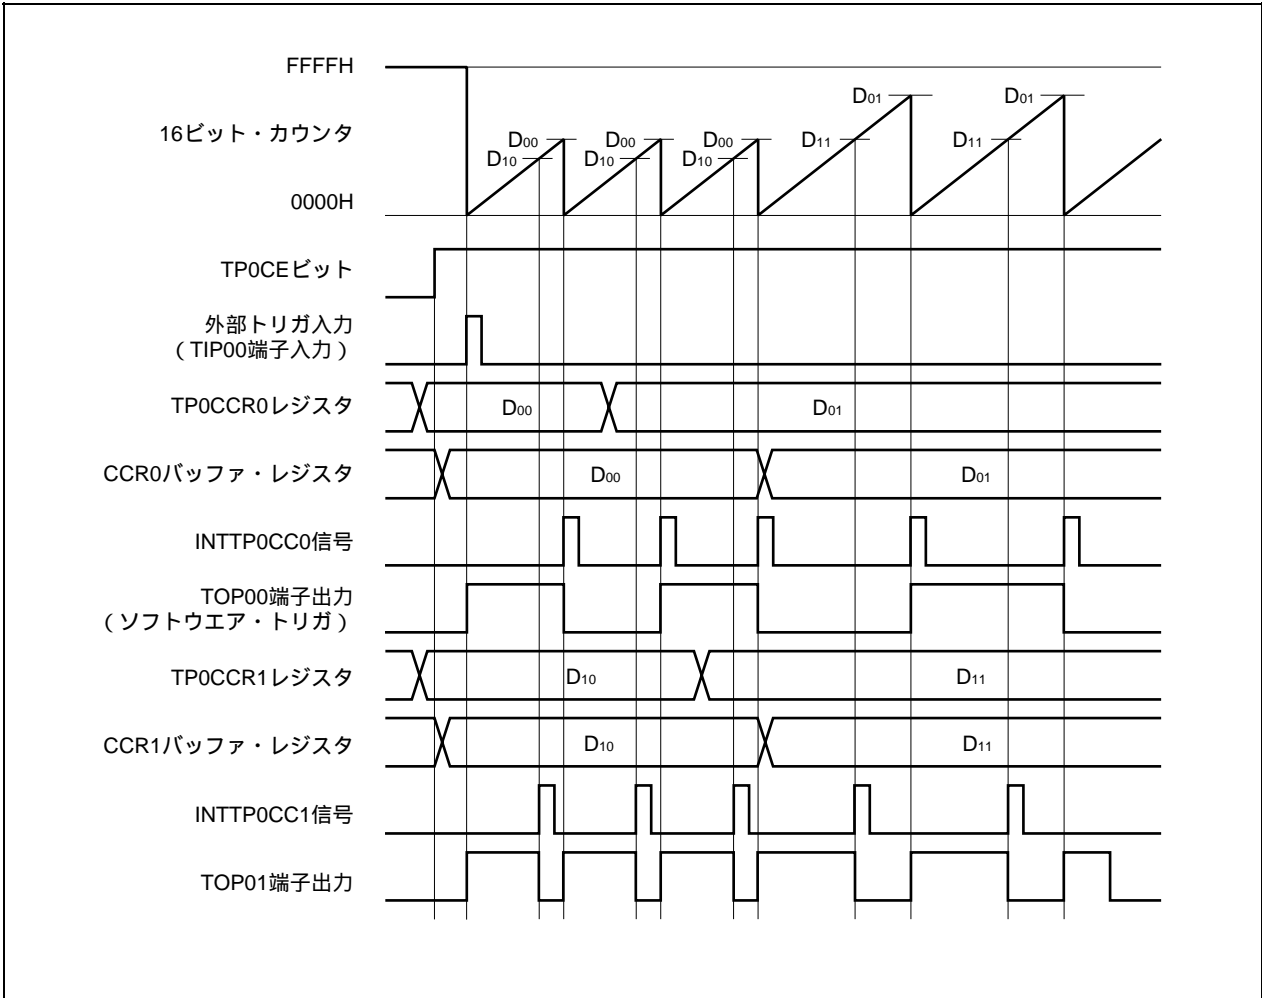 FFFFH
16ビット・カウンタ
0000H
D00 D10 D00 D10 D00 D10 D01 D11 D01 D11
TP0CEビット
外部トリガ入力
（TIP00端子入力）
TP0CCR0レジスタ D00 D01
CCR0バッファ・レジスタ D00 D01
INTTP0CC0信号
TOP00端子出力
（ソフトウエア・トリガ）
TP0CCR1レジスタ D10 D11
CCR1バッファ・レジスタ D10 D11
INTTP0CC1信号
TOP01端子出力